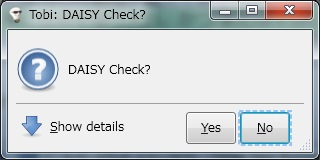 Tobi: DAISY Check?
DAISY Check?
Show details
Yes
No